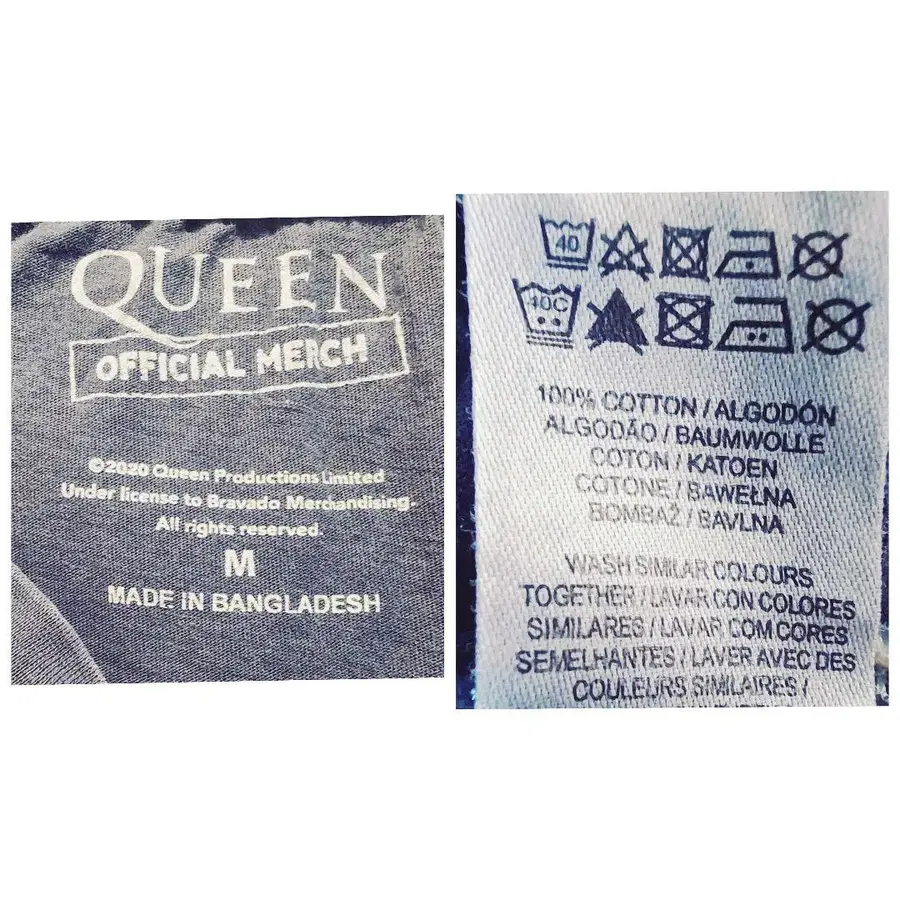 QUEEN
OFFICIAL MERCH
©2020 Queen Productions Limited
Under license to Bravado Merchandising.
All rights reserved.
M
MADE IN BANGLADESH
40
40C
100% COTTON / ALGODÓN
ALGODÃO / BAUMWOLLE
COTON / KATOEN
COTONE / BAWEŁNA
BOMBAŽ / BAVLNA
WASH SIMILAR COLOURS
TOGETHER / LAVAR CON COLORES
SIMILARES / LAVAR COM CORES
SEMELHANTES / LAVER AVEC DES
COULEURS SIMILAIRES /